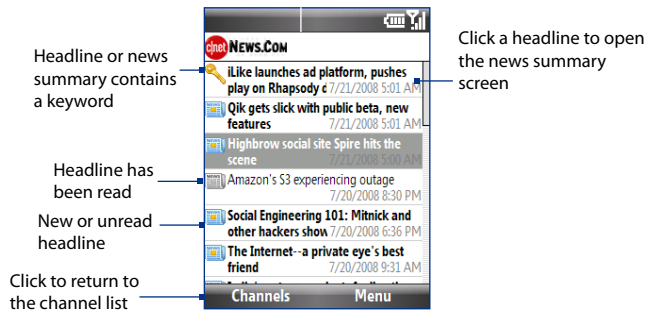 Headline or news
summary contains
a keyword
Headline has
been read
New or unread
headline
Click to return to
the channel list
c|net NEWS.COM
iLike launches ad platform, pushes
play on Rhapsody d 7/21/2008 5:01 AM
Qik gets slick with public beta, new
features 7/21/2008 5:01 AM
Highbrow social site Spire hits the
scene 7/21/2008 5:00 AM
Amazon's S3 experiencing outage
7/20/2008 8:30 PM
Social Engineering 101: Mitnick and
other hackers show 7/20/2008 6:36 PM
The Internet--a private eye's best
friend 7/20/2008 9:31 AM
Channels Menu
Click a headline to open
the news summary
screen